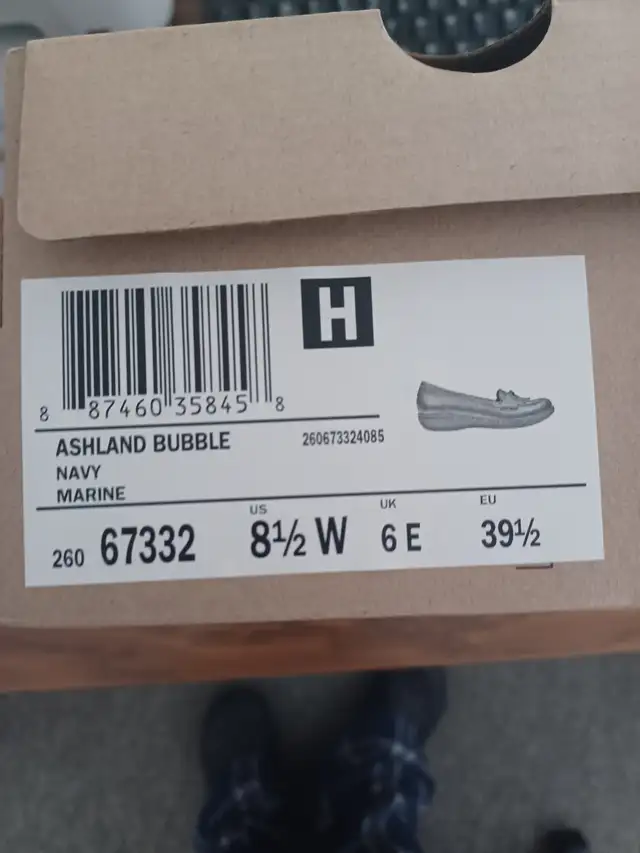 H
8 87460 35845 8
ASHLAND BUBBLE 260673324085
NAVY
MARINE
US UK EU
260 67332 8½ W 6 E 39½